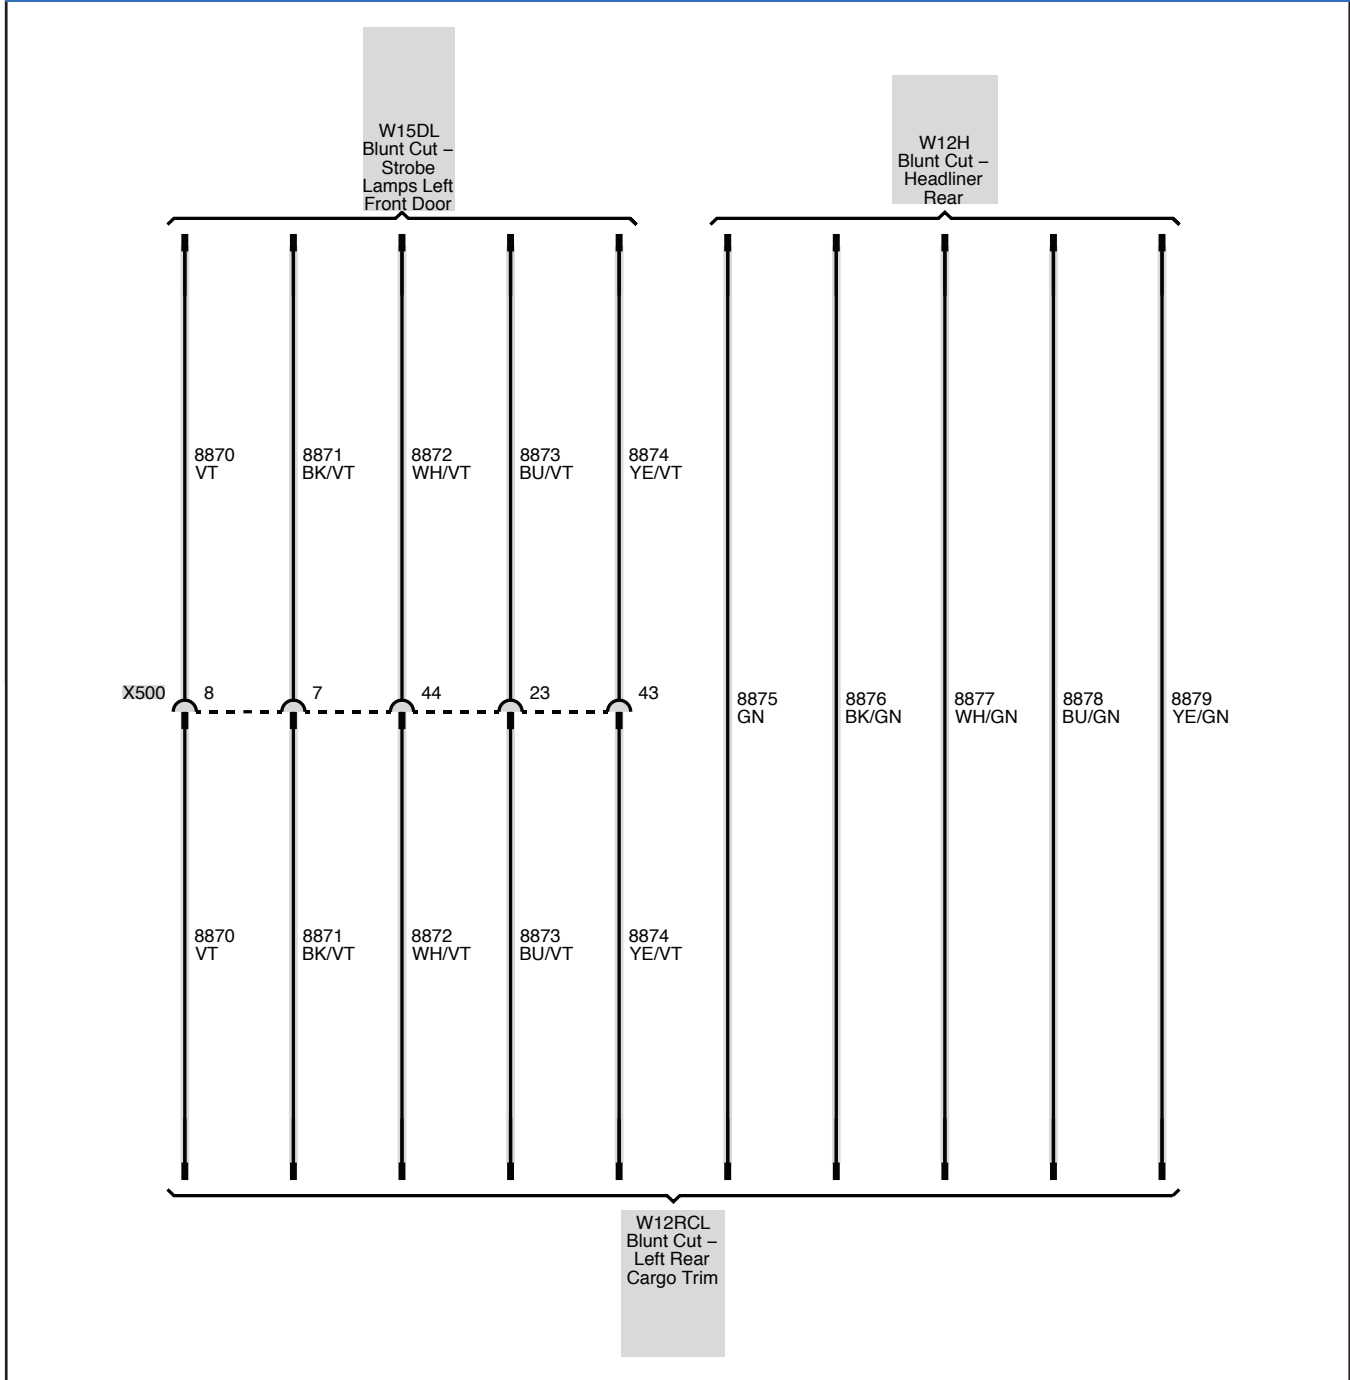 W15DL
Blunt Cut –
Strobe
Lamps Left
Front Door
W12H
Blunt Cut –
Headliner
Rear
8870
VT
8871
BK/VT
8872
WH/VT
8873
BU/VT
8874
YE/VT
X500
8
7
44
23
43
8875
GN
8876
BK/GN
8877
WH/GN
8878
BU/GN
8879
YE/GN
8870
VT
8871
BK/VT
8872
WH/VT
8873
BU/VT
8874
YE/VT
W12RCL
Blunt Cut –
Left Rear
Cargo Trim